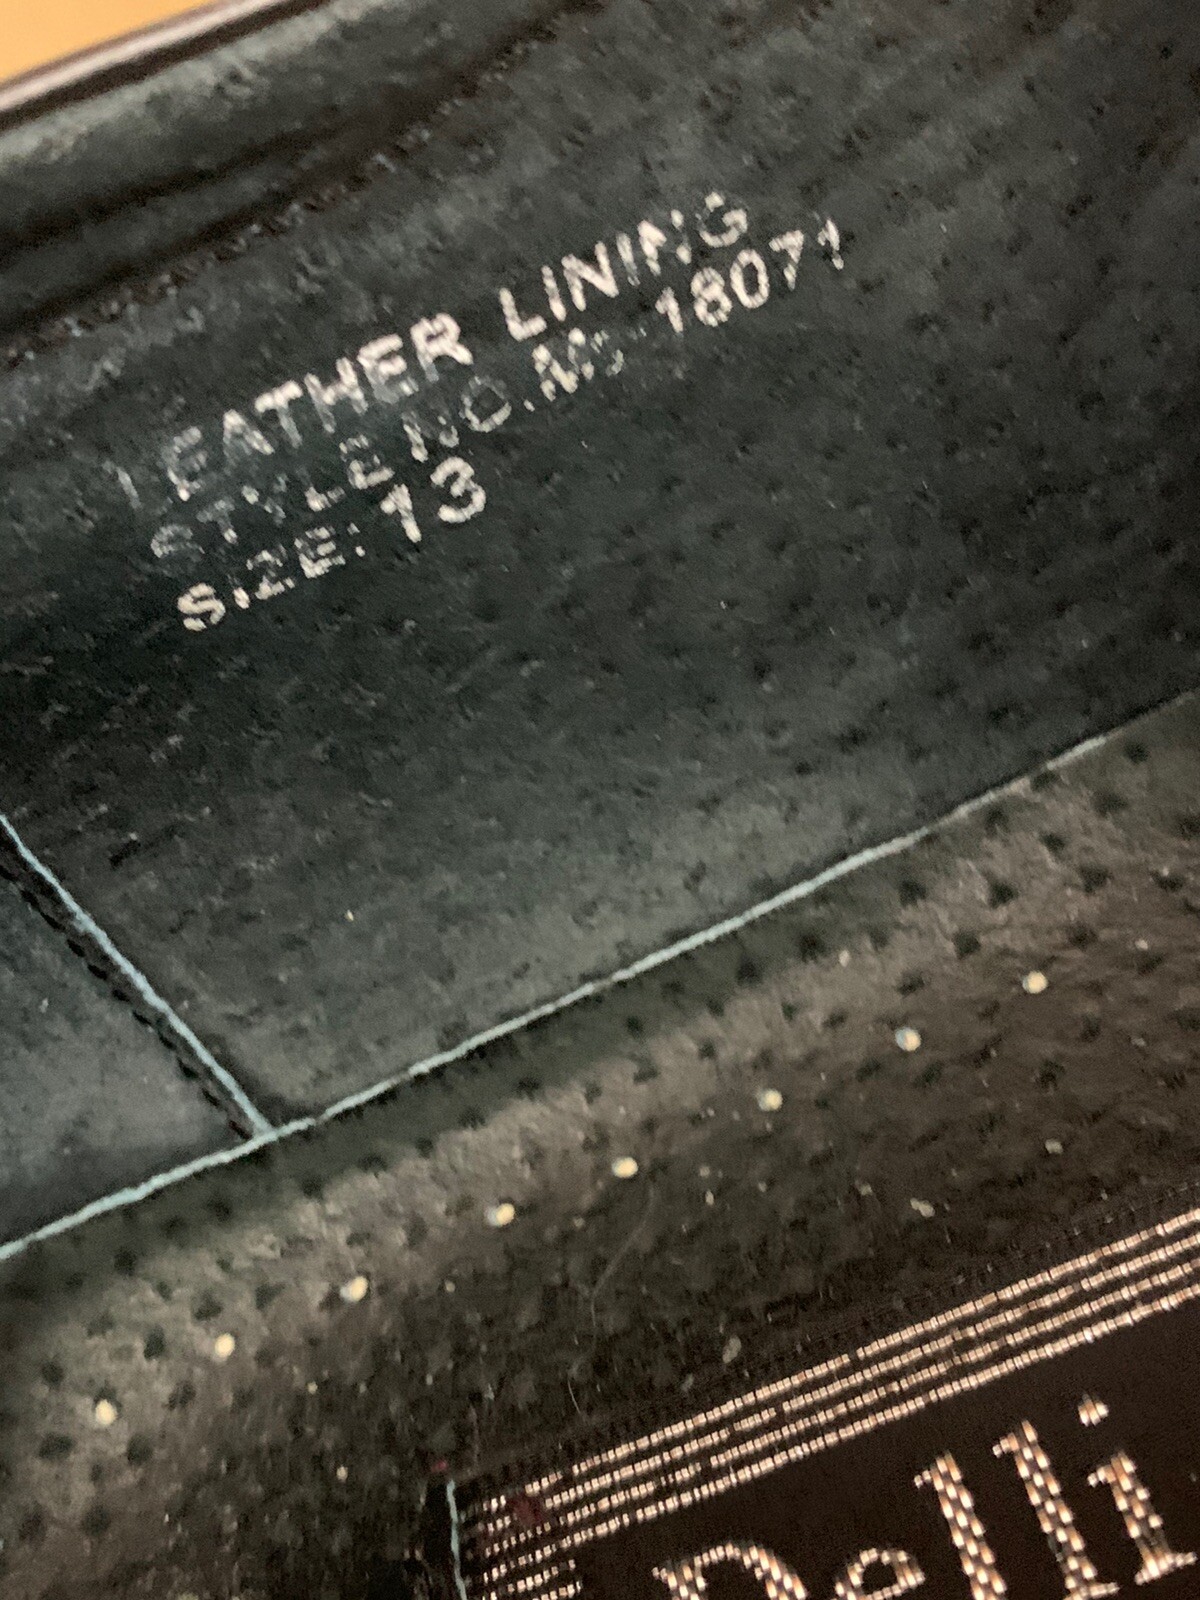 LEATHER LINING
STYLE NO. 18071
SIZE: 13
Delli